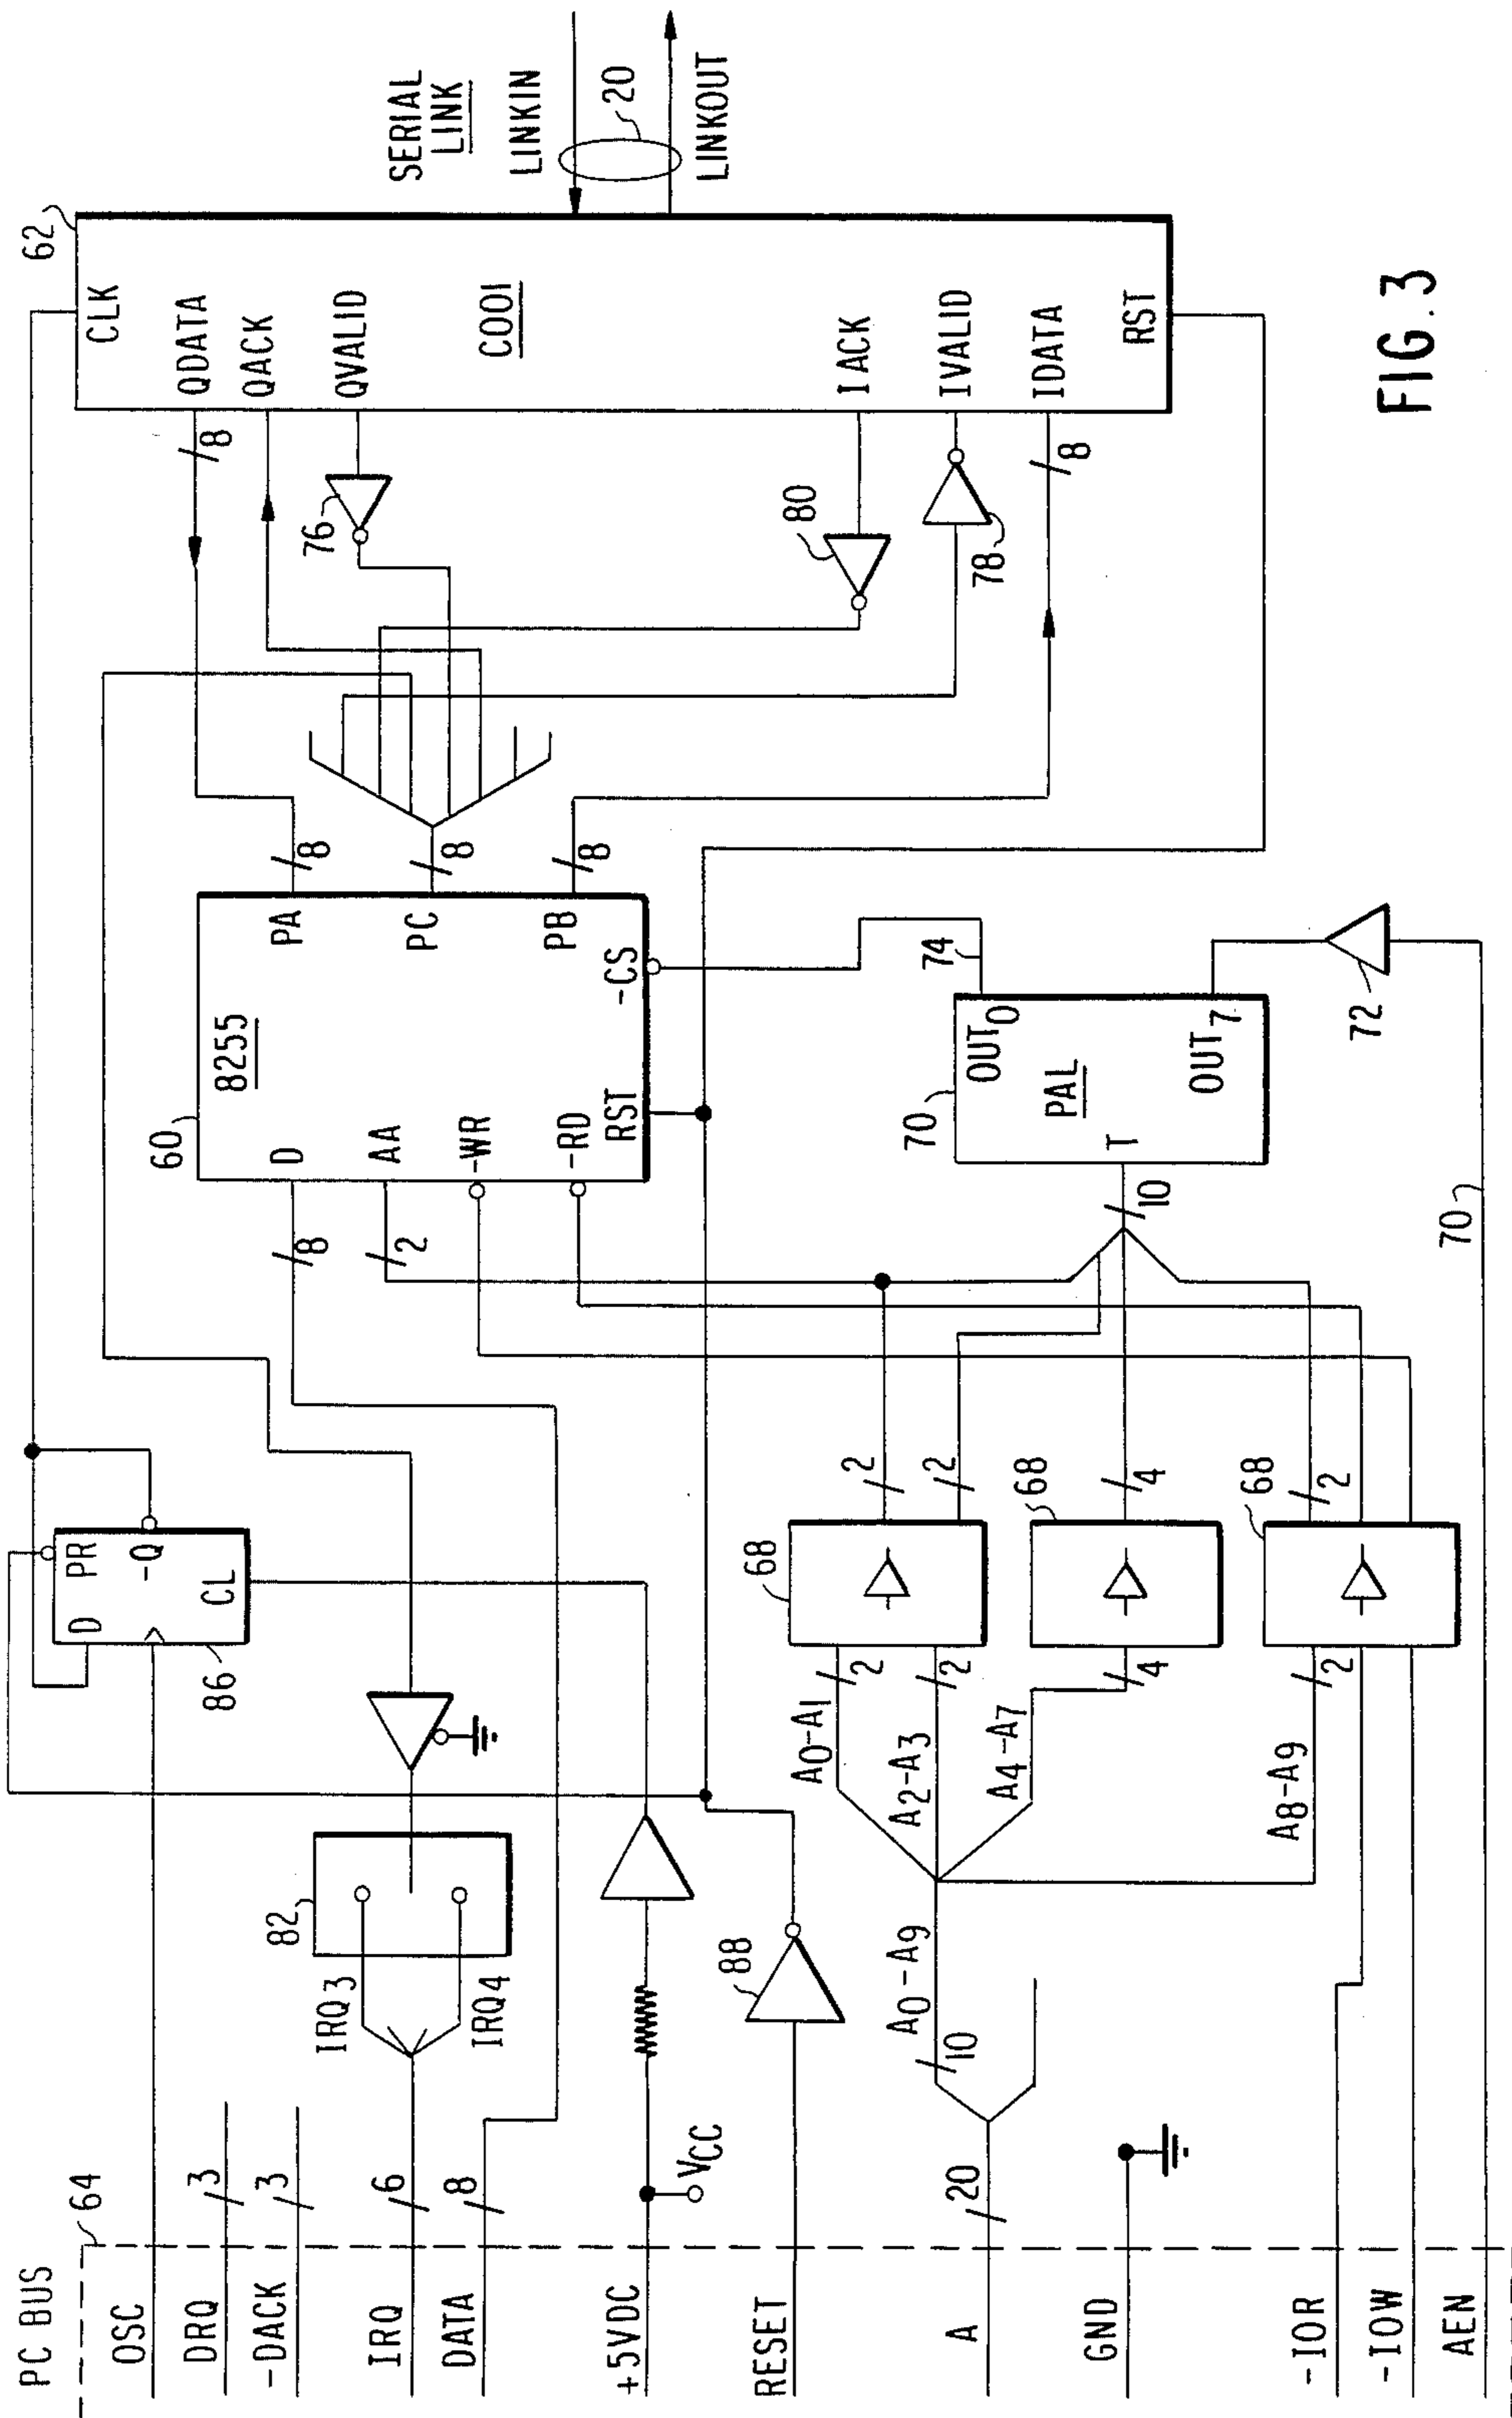 PC BUS
64
OSC
DRQ
3
-DACK
3
IRQ
6
DATA
8
+5VDC
VCC
RESET
A
20
GND
-IOR
-IOW
AEN
IRQ3
IRQ4
82
88
A0-A9
10
A0-A1
A2-A3
A4-A7
A8-A9
2
2
4
2
86
D
PR
-Q
CL
68
68
68
2
2
4
2
70
60
8255
D
AA
-WR
-RD
RST
-CS
PA
PC
PB
8
2
8
8
8
10
70
PAL
T
OUT0
OUT7
74
72
76
80
78
8
8
62
CLK
QDATA
QACK
QVALID
C001
IACK
IVALID
IDATA
RST
SERIAL
LINK
LINKIN
20
LINKOUT
FIG. 3